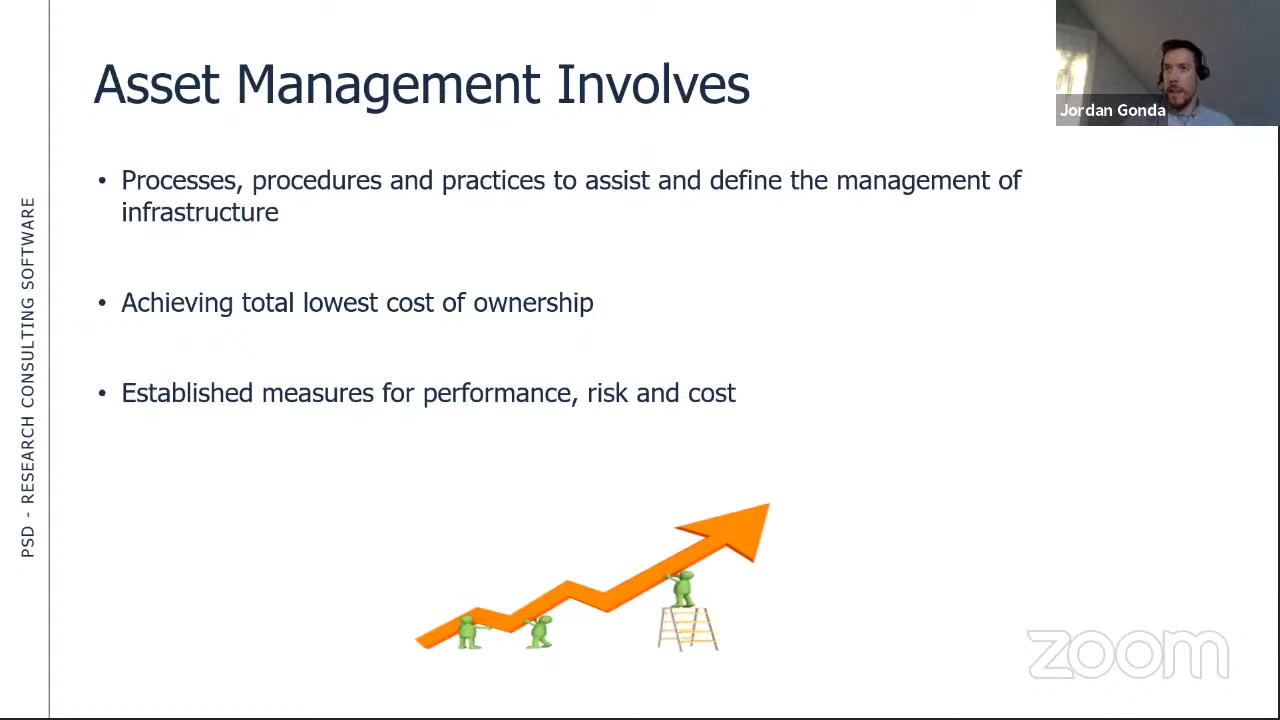 Asset Management Involves
Jordan Gonda
• Processes, procedures and practices to assist and define the management of
infrastructure
• Achieving total lowest cost of ownership
• Established measures for performance, risk and cost
PSD - RESEARCH CONSULTING SOFTWARE
zoom